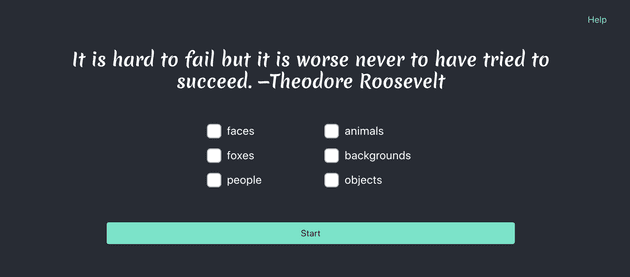 Help
It is hard to fail but it is worse never to have tried to
succeed. —Theodore Roosevelt
faces
animals
foxes
backgrounds
people
objects
Start